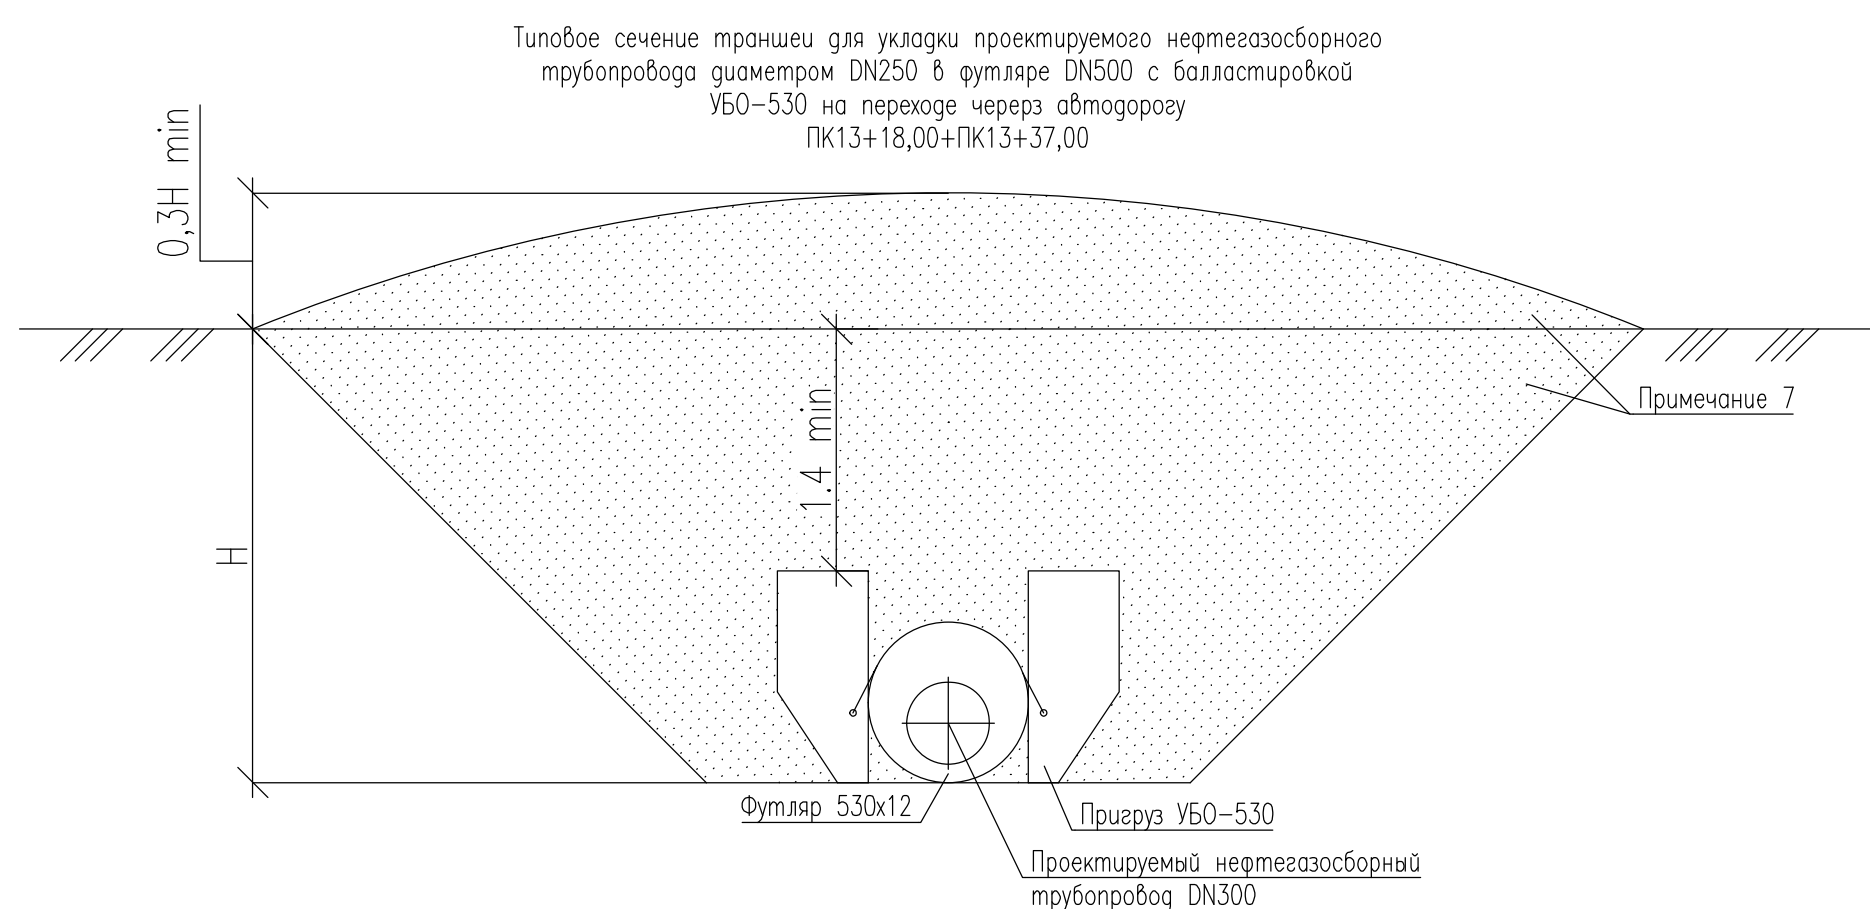 Типовое сечение траншеи для укладки проектируемого нефтегазосборного
трубопровода диаметром DN250 в футляре DN500 с балластировкой
УБО-530 на переходе черерз автодорогу
ПК13+18,00+ПК13+37,00
0,3H min
Примечание 7
1.4 min
H
Футляр 530х12
Пригруз УБО-530
Проектируемый нефтегазосборный
трубопровод DN300